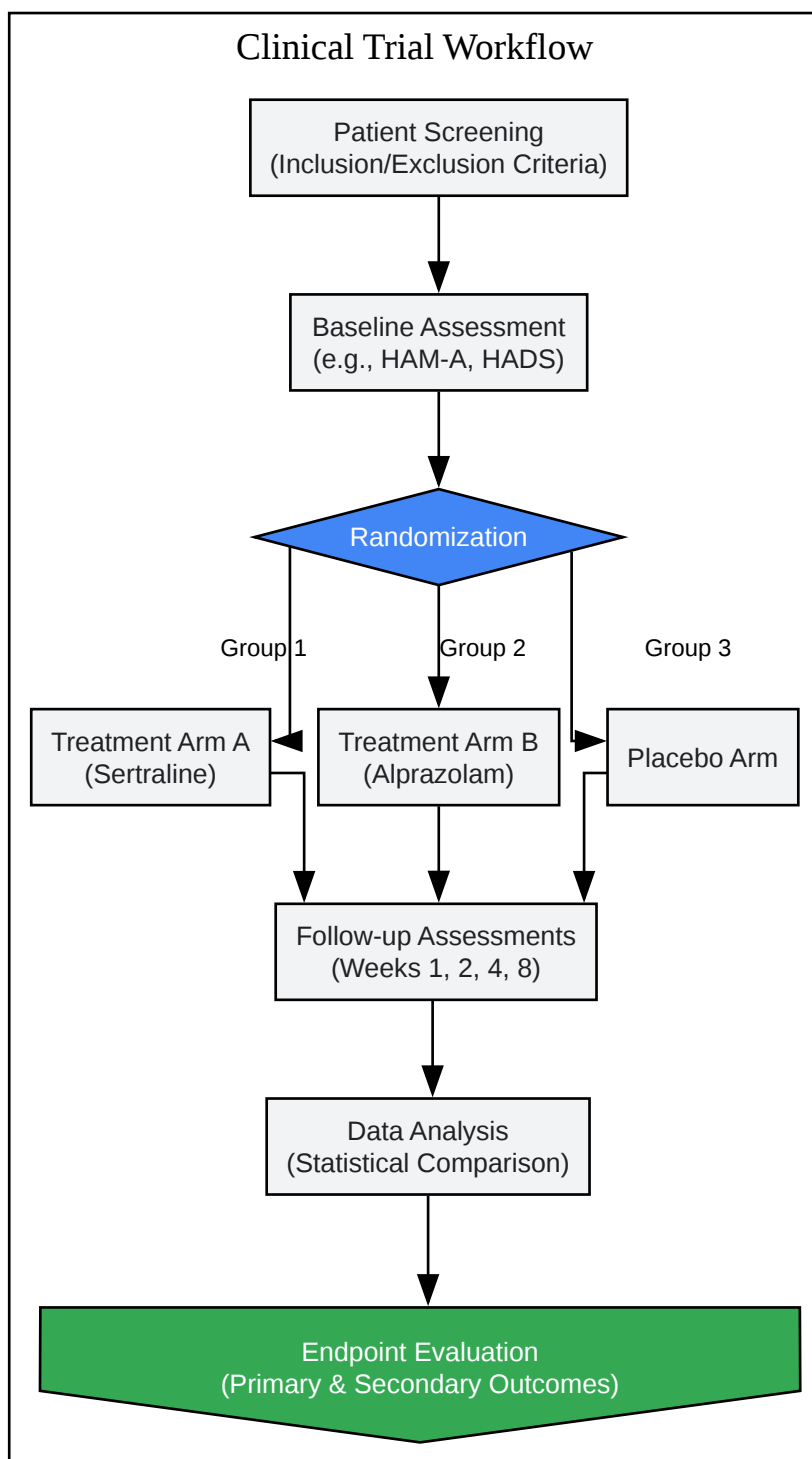 Clinical Trial Workflow
Patient Screening
(Inclusion/Exclusion Criteria)
Baseline Assessment
(e.g., HAM-A, HADS)
Randomization
Group 1
Group 2
Group 3
Treatment Arm A
(Sertraline)
Treatment Arm B
(Alprazolam)
Placebo Arm
Follow-up Assessments
(Weeks 1, 2, 4, 8)
Data Analysis
(Statistical Comparison)
Endpoint Evaluation
(Primary & Secondary Outcomes)